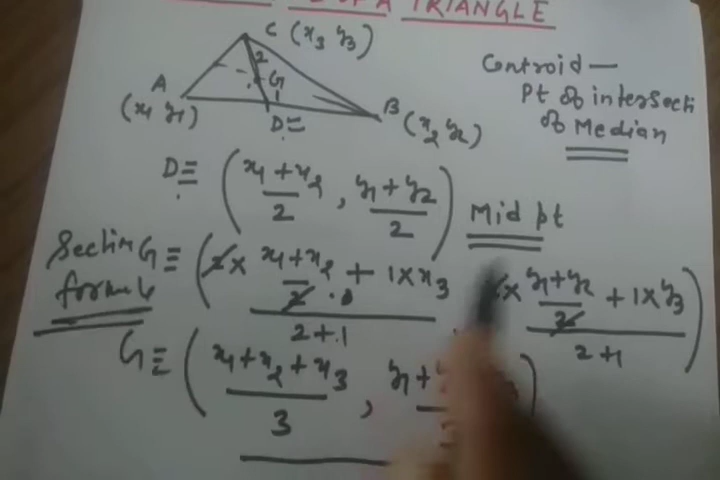 OF A TRIANGLE
C (x3 y3)
2
G
1
A
(x1 y1)
D≡
B (x2 y2)
Centroid —
Pt of intersecti
of Median
D≡ ( x1 + x2 / 2 , y1 + y2 / 2 ) Mid pt
Section formula G ≡ ( 2 x x1 + x2 / 2 + 1 x x3 / 2 + 1 , x y1 + y2 / 2 + 1 x y3 / 2 + 1 )
G ≡ ( x1 + x2 + x3 / 3 , y1 + )